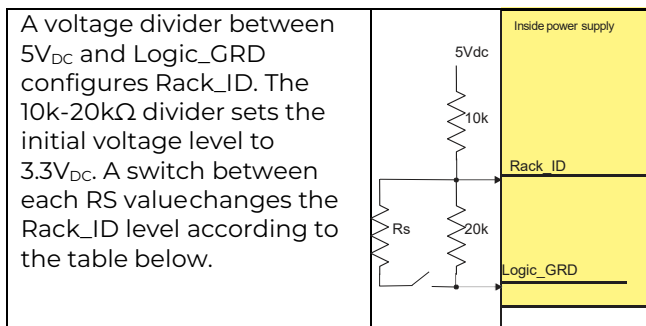 A voltage divider between
5VDC and Logic_GRD
configures Rack_ID. The
10k-20kΩ divider sets the
initial voltage level to
3.3VDC. A switch between
each RS valuechanges the
Rack_ID level according to
the table below.
Inside power supply
5Vdc
10k
Rack_ID
Rs
20k
Logic_GRD